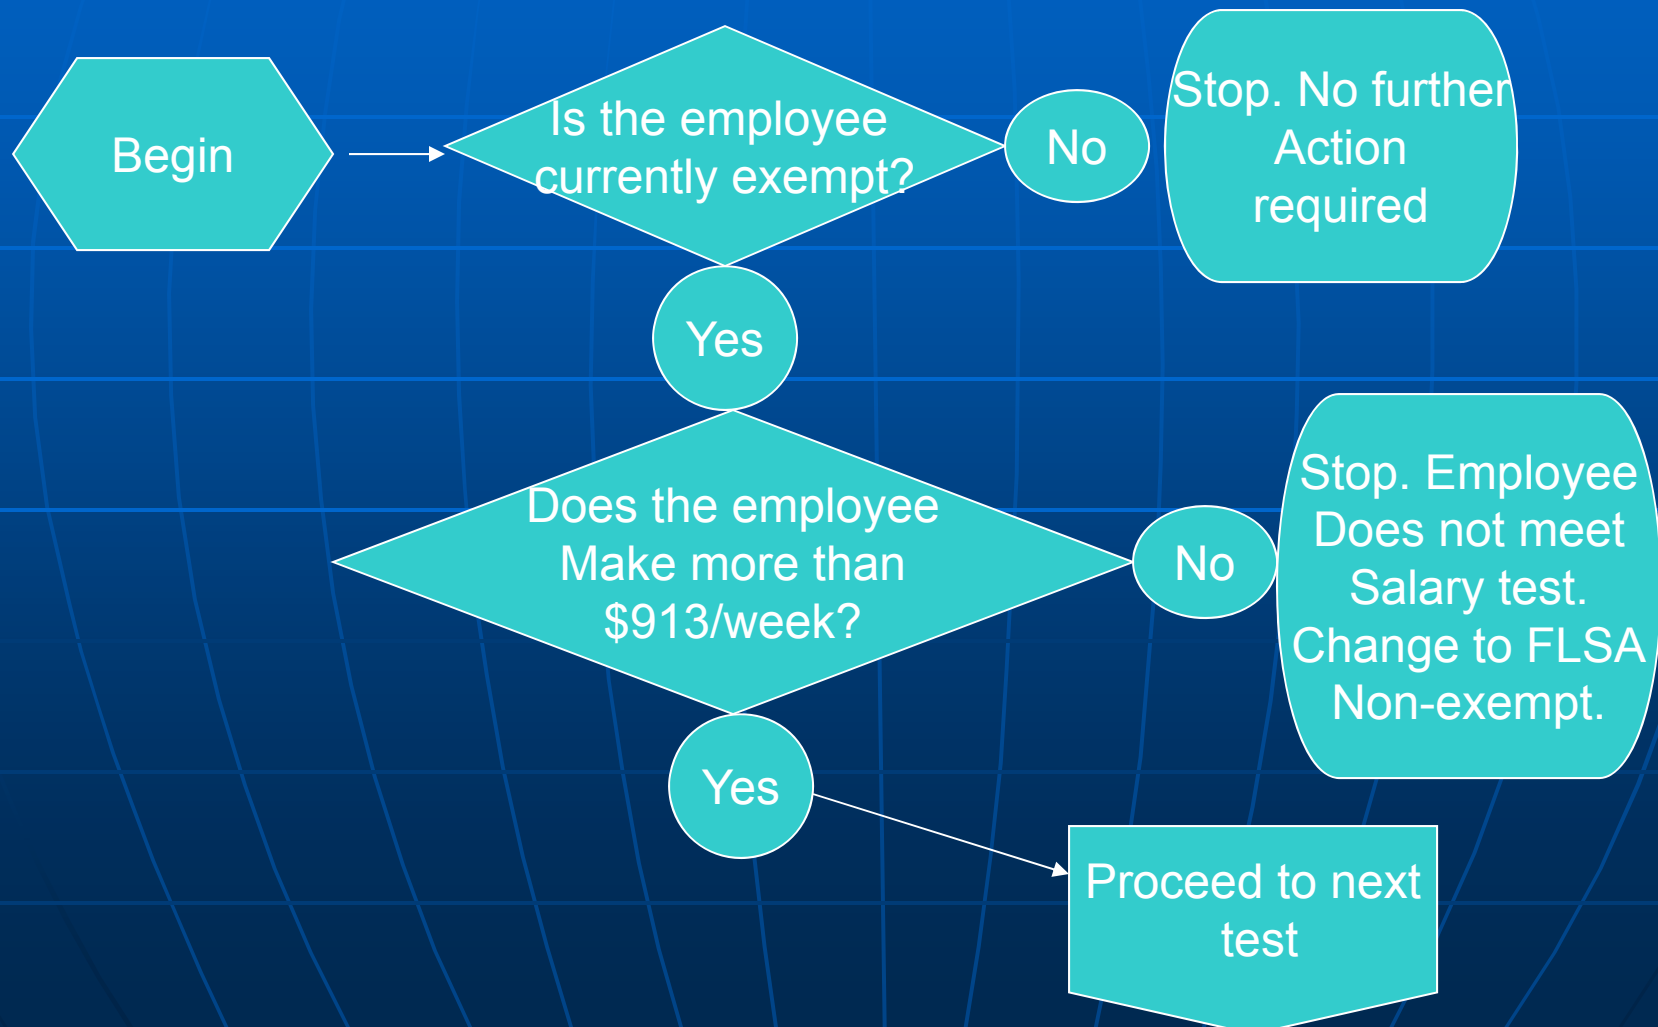 Begin
Is the employee
currently exempt?
No
Stop. No further
Action
required
Yes
Does the employee
Make more than
$913/week?
No
Stop. Employee
Does not meet
Salary test.
Change to FLSA
Non-exempt.
Yes
Proceed to next
test